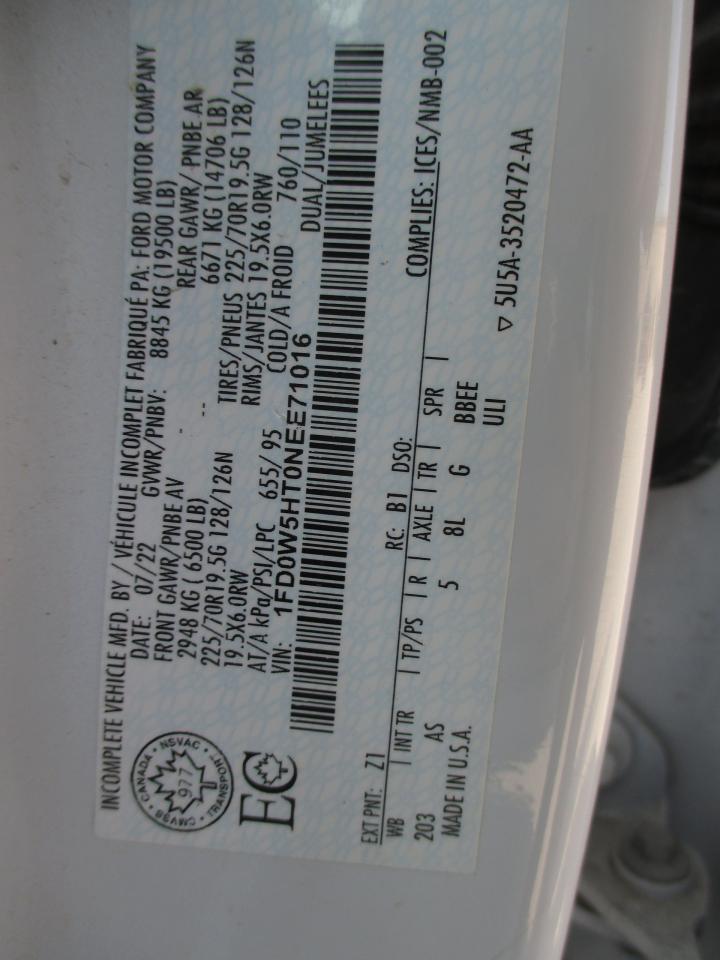 INCOMPLETE VEHICLE MFD. BY / VÉHICULE INCOMPLET FABRIQUÉ PA: FORD MOTOR COMPANY
DATE: 07/22 GVWR/PNBV: 8845 KG (19500 LB)
FRONT GAWR/PNBE AV REAR GAWR/ PNBE AR
2948 KG ( 6500 LB) 6671 KG (14706 LB)
225/70R19.5G 128/126N TIRES/PNEUS 225/70R19.5G 128/126N
19.5X6.0RW RIMS/JANTES 19.5X6.0RW
AT/A kPa/PSI/LPC 655/ 95 COLD/A FROID 760/110
VIN: 1FD0W5HT0NEE71016 DUAL/JUMELEES
CANADA • NSVAC • TRANSPORT • CMVSS •
977
EC
EXT PNT: Z1 RC: B1 DSO:
WB | INT TR | TP/PS | R | AXLE | TR | SPR | COMPLIES: ICES/NMB-002
203 AS 5 8L G BBEE
MADE IN U.S.A. ULI
▽ 5U5A-3520472-AA